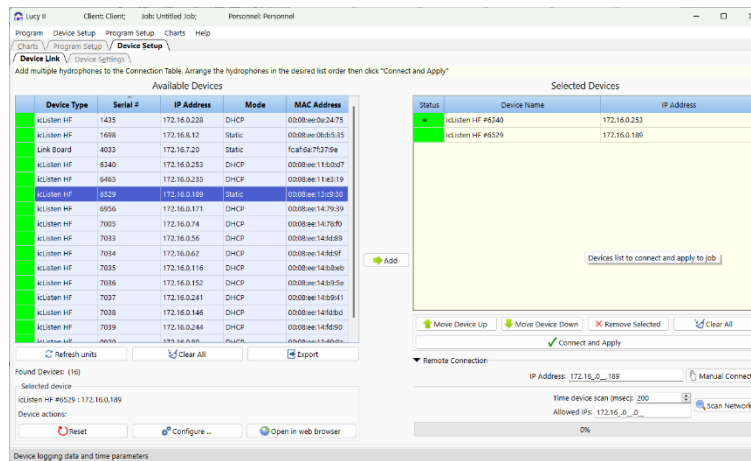 Lucy II Client: Client; Job: Untitled Job; Personnel: Personnel
Program Device Setup Program Setup Charts Help
Charts Program Setup Device Setup
Device Link Device Settings
Add multiple hydrophones to the Connection Table. Arrange the hydrophones in the desired list order then click "Connect and Apply"
Available Devices
Device Type Serial # IP Address Mode MAC Address
icListen HF 1435 172.16.0.228 DHCP 00:08:ee:0a:24:75
icListen HF 1698 172.16.8.12 Static 00:08:ee:0b:b5:35
Link Board 4033 172.16.7.20 Static fc:af:6a:7f:37:9e
icListen HF 6340 172.16.0.253 DHCP 00:08:ee:11:b0:d7
icListen HF 6465 172.16.0.235 DHCP 00:08:ee:11:e3:19
icListen HF 6529 172.16.0.189 Static 00:08:ee:13:c9:30
icListen HF 6956 172.16.0.171 DHCP 00:08:ee:14:79:39
icListen HF 7005 172.16.0.74 DHCP 00:08:ee:14:78:f0
icListen HF 7033 172.16.0.56 DHCP 00:08:ee:14:fd:89
icListen HF 7034 172.16.0.62 DHCP 00:08:ee:14:fd:9f
icListen HF 7035 172.16.0.116 DHCP 00:08:ee:14:b8:eb
icListen HF 7036 172.16.0.152 DHCP 00:08:ee:14:b9:5e
icListen HF 7037 172.16.0.241 DHCP 00:08:ee:14:b9:41
icListen HF 7038 172.16.0.146 DHCP 00:08:ee:14:fd:bd
icListen HF 7039 172.16.0.244 DHCP 00:08:ee:14:fd:90
Refresh units Clear All Export
Found Devices: (16)
Selected device
icListen HF #6529 : 172.16.0.189
Device actions:
Reset Configure ... Open in web browser
Add
Selected Devices
Status Device Name IP Address
* icListen HF #6340 172.16.0.253
icListen HF #6529 172.16.0.189
Devices list to connect and apply to job
Move Device Up Move Device Down Remove Selected Clear All
Connect and Apply
Remote Connection
IP Address: 172.16_.0__.189 Manual Connect
Time device scan (msec): 200
Allowed IPs: 172.16_.0__.0__ Scan Network
0%
Device logging data and time parameters